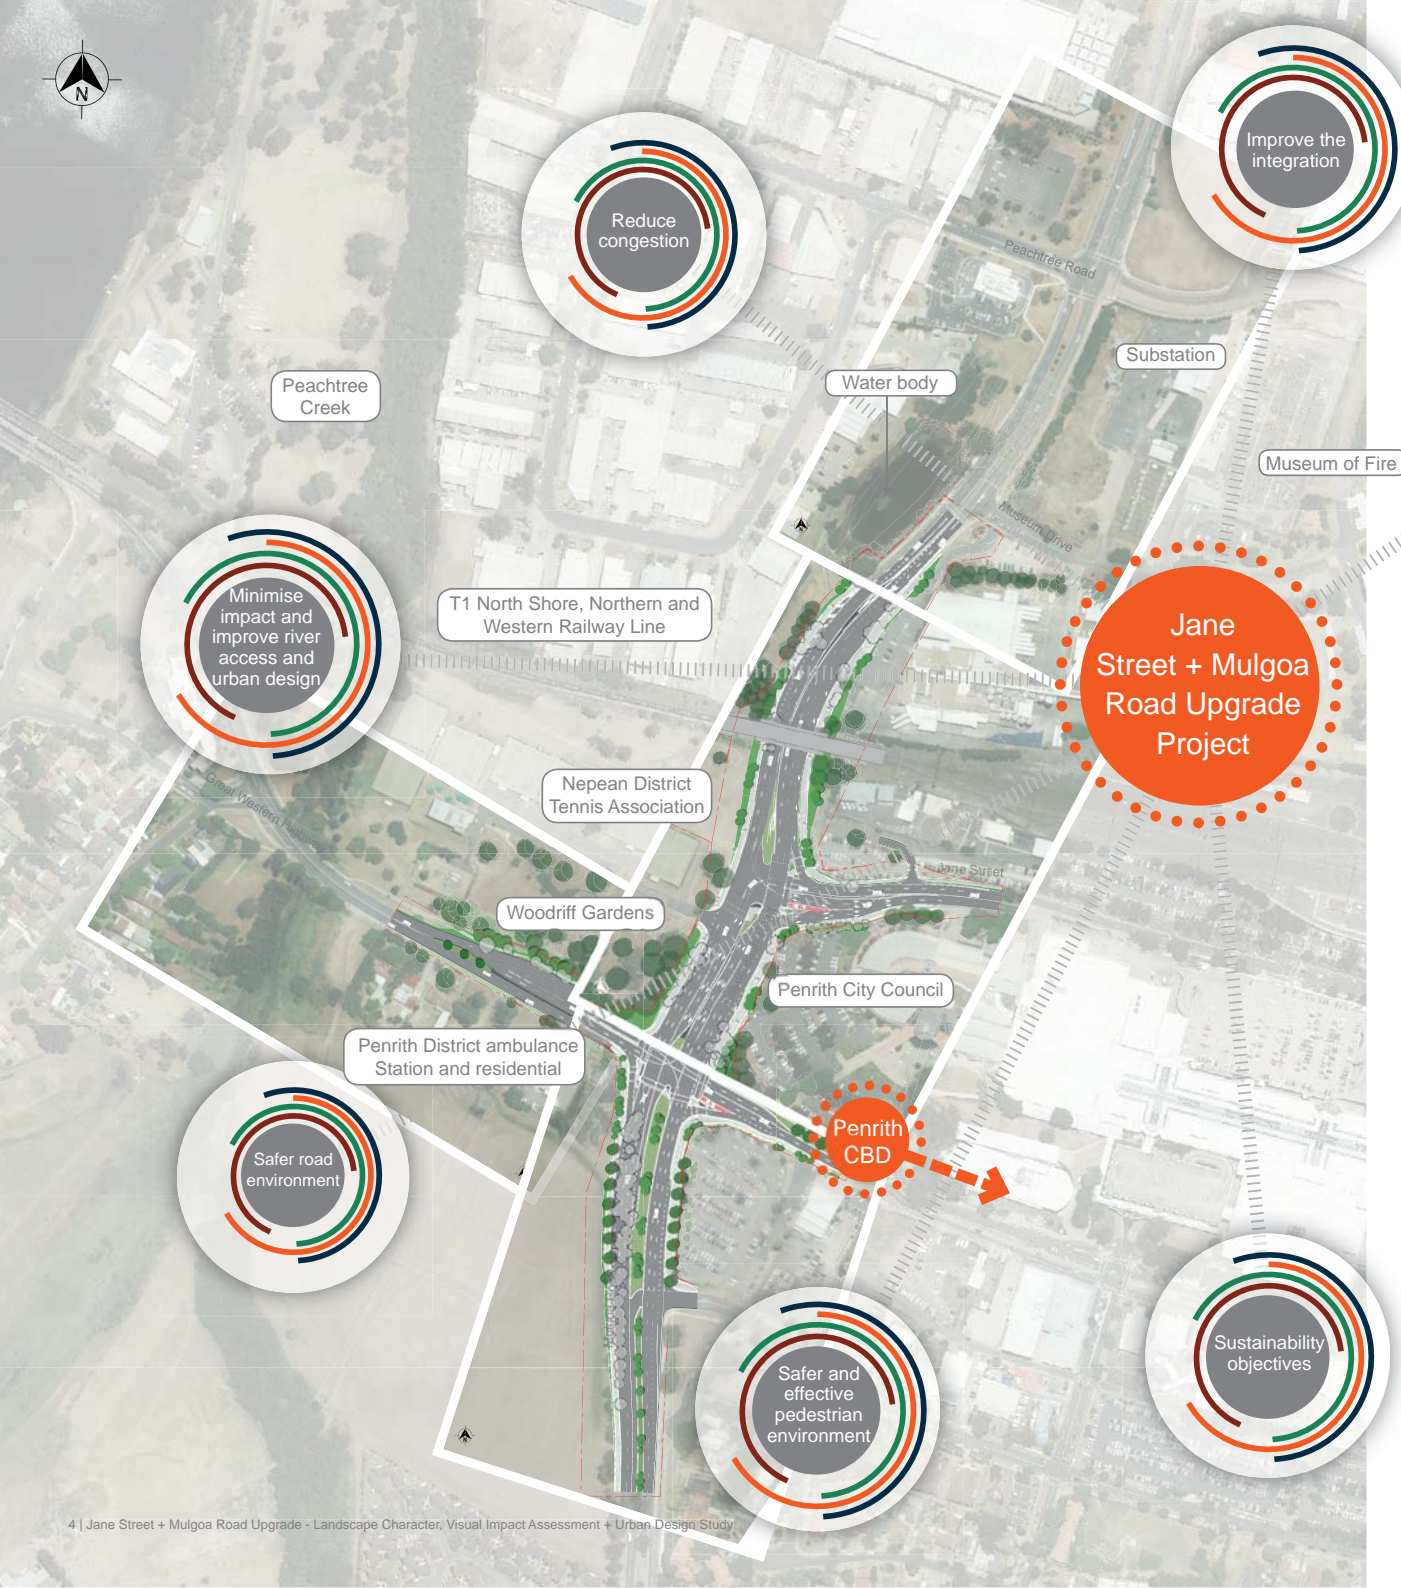 N
Improve the
integration
Reduce
congestion
Peachtree Road
Substation
Water body
Peachtree
Creek
Museum of Fire
Museum Drive
Minimise
impact and
improve river
access and
urban design
T1 North Shore, Northern and
Western Railway Line
Jane
Street + Mulgoa
Road Upgrade
Project
Great Western Highway
Nepean District
Tennis Association
Jane Street
Woodriff Gardens
Penrith City Council
Penrith District ambulance
Station and residential
Penrith
CBD
Safer road
environment
Sustainability
objectives
Safer and
effective
pedestrian
environment
4 | Jane Street + Mulgoa Road Upgrade - Landscape Character, Visual Impact Assessment + Urban Design Study